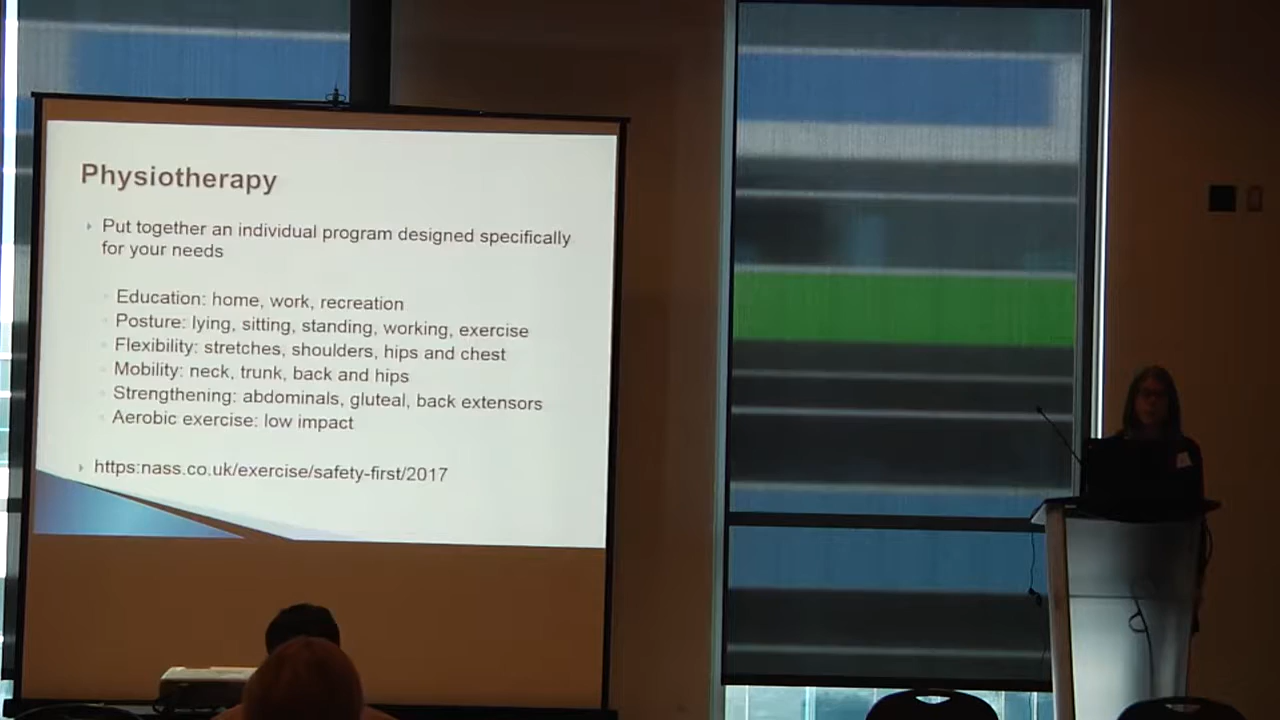 Physiotherapy
Put together an individual program designed specifically
for your needs
Education: home, work, recreation
Posture: lying, sitting, standing, working, exercise
Flexibility: stretches, shoulders, hips and chest
Mobility: neck, trunk, back and hips
Strengthening: abdominals, gluteal, back extensors
Aerobic exercise: low impact
https:nass.co.uk/exercise/safety-first/2017